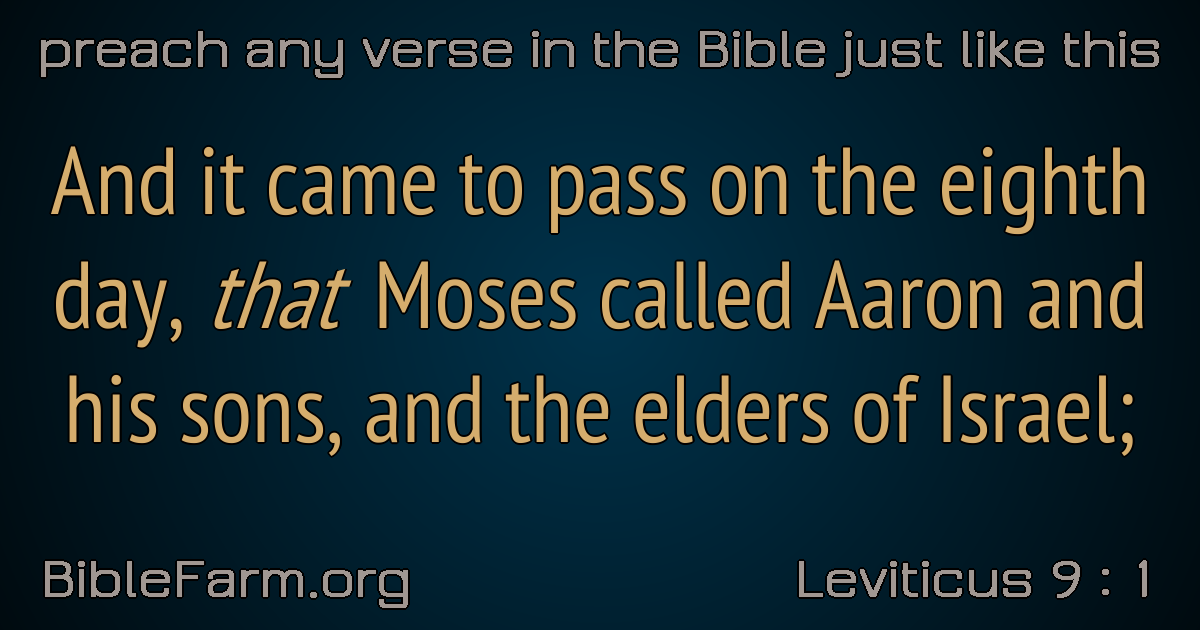 preach any verse in the Bible just like this
And it came to pass on the eighth
day, that Moses called Aaron and
his sons, and the elders of Israel;
BibleFarm.org
Leviticus 9 : 1